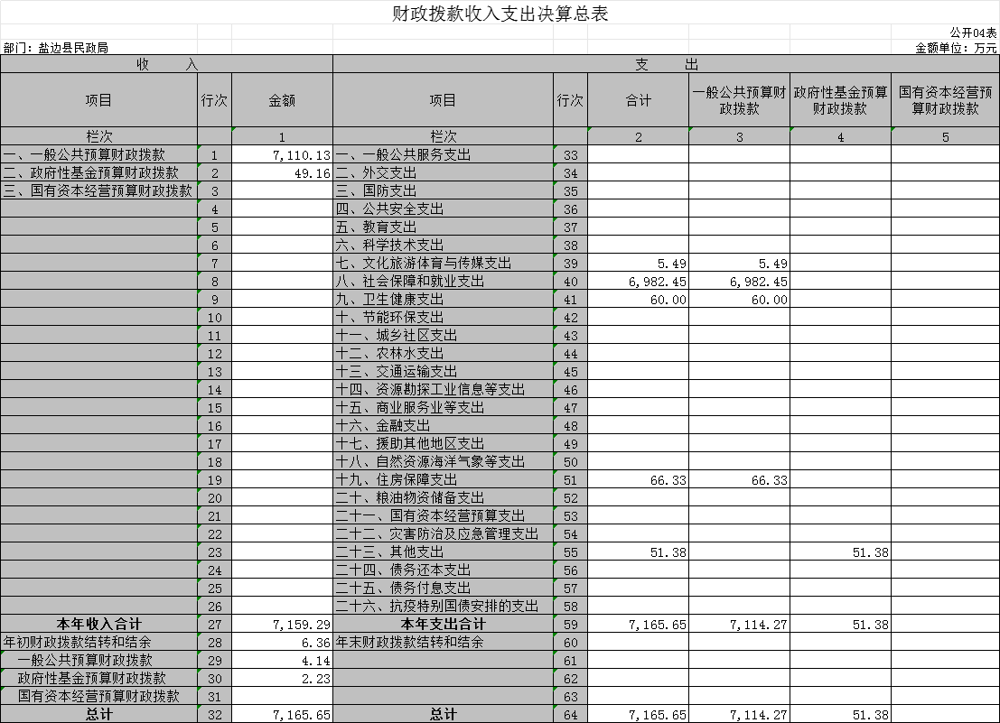 财政拨款收入支出决算总表
公开04表
部门：盐边县民政局
金额单位：万元
收 入 支 出
项目 行次 金额 项目 行次 合计 一般公共预算财政拨款 政府性基金预算财政拨款 国有资本经营预算财政拨款
栏次 1 栏次 2 3 4 5
一、一般公共预算财政拨款 1 7,110.13 一、一般公共服务支出 33
二、政府性基金预算财政拨款 2 49.16 二、外交支出 34
三、国有资本经营预算财政拨款 3 三、国防支出 35
4 四、公共安全支出 36
5 五、教育支出 37
6 六、科学技术支出 38
7 七、文化旅游体育与传媒支出 39 5.49 5.49
8 八、社会保障和就业支出 40 6,982.45 6,982.45
9 九、卫生健康支出 41 60.00 60.00
10 十、节能环保支出 42
11 十一、城乡社区支出 43
12 十二、农林水支出 44
13 十三、交通运输支出 45
14 十四、资源勘探工业信息等支出 46
15 十五、商业服务业等支出 47
16 十六、金融支出 48
17 十七、援助其他地区支出 49
18 十八、自然资源海洋气象等支出 50
19 十九、住房保障支出 51 66.33 66.33
20 二十、粮油物资储备支出 52
21 二十一、国有资本经营预算支出 53
22 二十二、灾害防治及应急管理支出 54
23 二十三、其他支出 55 51.38 51.38
24 二十四、债务还本支出 56
25 二十五、债务付息支出 57
26 二十六、抗疫特别国债安排的支出 58
本年收入合计 27 7,159.29 本年支出合计 59 7,165.65 7,114.27 51.38
年初财政拨款结转和结余 28 6.36 年末财政拨款结转和结余 60
一般公共预算财政拨款 29 4.14 61
政府性基金预算财政拨款 30 2.23 62
国有资本经营预算财政拨款 31 63
总计 32 7,165.65 总计 64 7,165.65 7,114.27 51.38